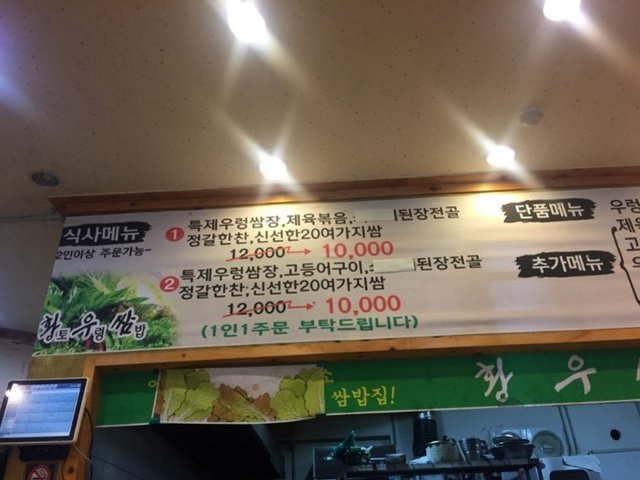 식사메뉴
2인이상 주문가능~
1 특제우렁쌈장,제육볶음, 된장전골
정갈한찬,신선한20여가지쌈
12,000 → 10,000
2 특제우렁쌈장,고등어구이, 된장전골
정갈한찬,신선한20여가지쌈
12,000 → 10,000
(1인1주문 부탁드립니다)
황토우렁쌈밥
단품메뉴
추가메뉴
쌈밥집!
황 우